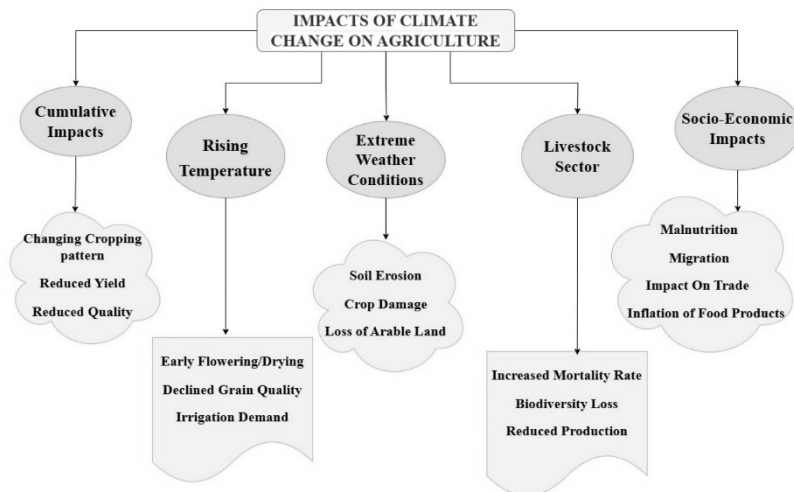 IMPACTS OF CLIMATE
CHANGE ON AGRICULTURE
Cumulative
Impacts
Rising
Temperature
Extreme
Weather
Conditions
Livestock
Sector
Socio-Economic
Impacts
Changing Cropping
pattern
Reduced Yield
Reduced Quality
Early Flowering/Drying
Declined Grain Quality
Irrigation Demand
Soil Erosion
Crop Damage
Loss of Arable Land
Increased Mortality Rate
Biodiversity Loss
Reduced Production
Malnutrition
Migration
Impact On Trade
Inflation of Food Products